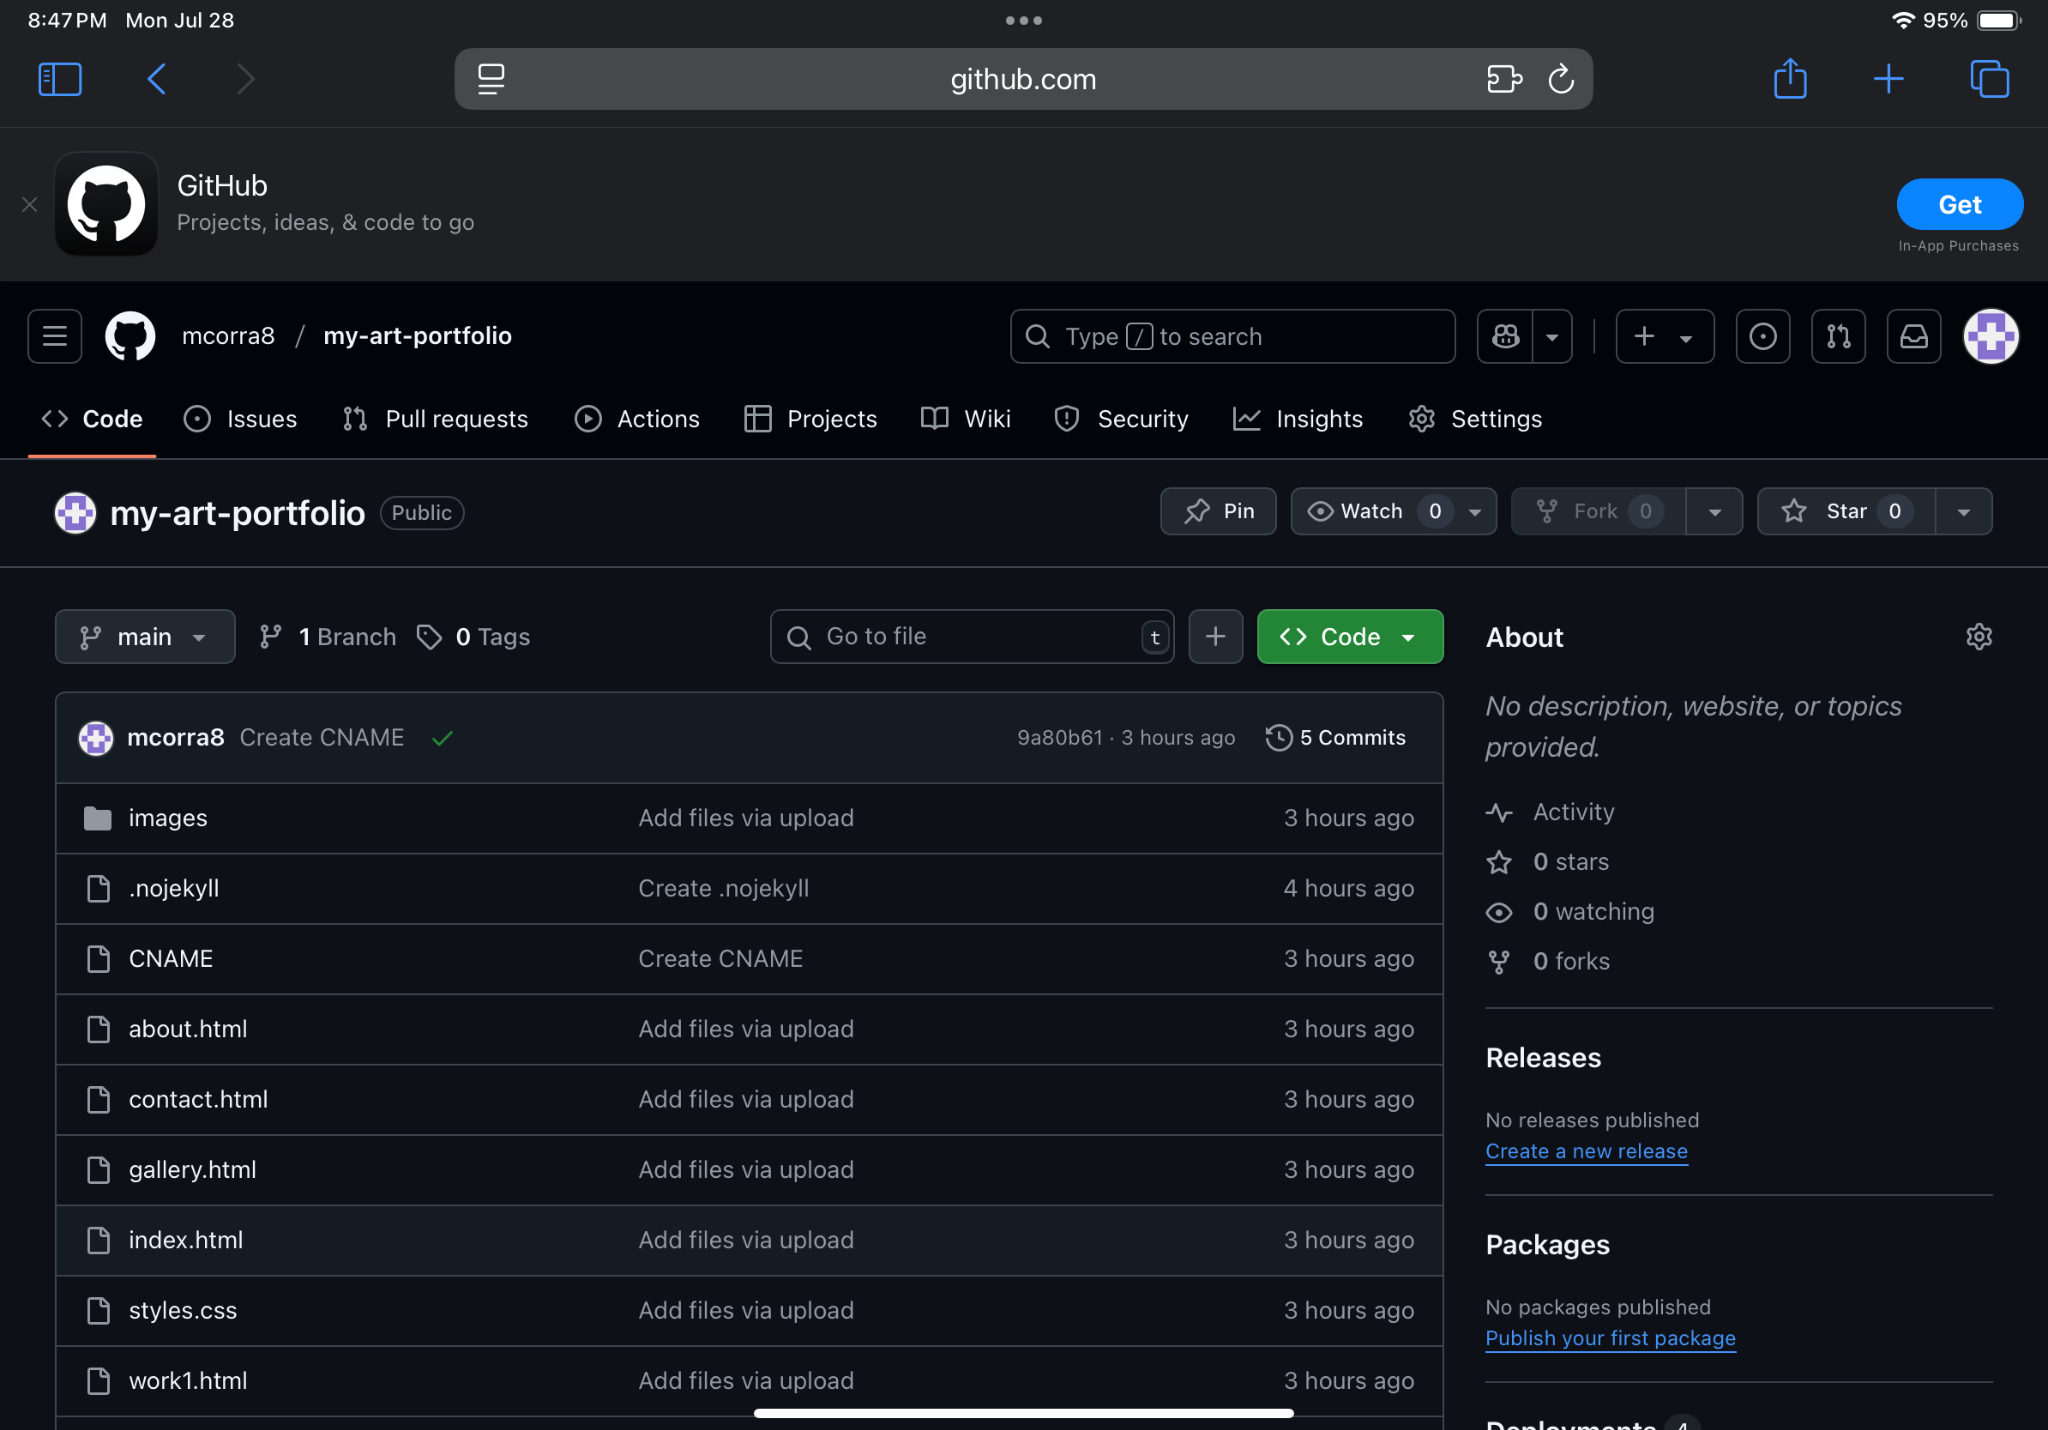 8:47 PM Mon Jul 28
95%
github.com
GitHub
Projects, ideas, & code to go
Get
In-App Purchases
mcorra8 / my-art-portfolio
Type / to search
Code Issues Pull requests Actions Projects Wiki Security Insights Settings
my-art-portfolio Public
Pin Watch 0 Fork 0 Star 0
main 1 Branch 0 Tags
Go to file t
Code
mcorra8 Create CNAME 9a80b61 · 3 hours ago 5 Commits
images Add files via upload 3 hours ago
.nojekyll Create .nojekyll 4 hours ago
CNAME Create CNAME 3 hours ago
about.html Add files via upload 3 hours ago
contact.html Add files via upload 3 hours ago
gallery.html Add files via upload 3 hours ago
index.html Add files via upload 3 hours ago
styles.css Add files via upload 3 hours ago
work1.html Add files via upload 3 hours ago
About
No description, website, or topics
provided.
Activity
0 stars
0 watching
0 forks
Releases
No releases published
Create a new release
Packages
No packages published
Publish your first package
Deployments 4